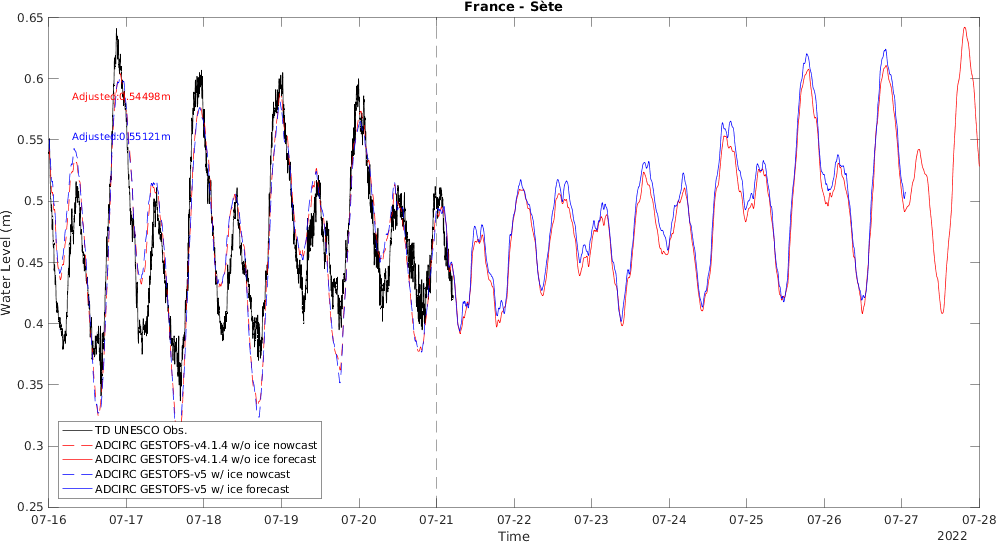 France - Sète
Water Level (m)
0.65
0.6
0.55
0.5
0.45
0.4
0.35
0.3
0.25
Adjusted:0.54498m
Adjusted:0.55121m
TD UNESCO Obs.
ADCIRC GESTOFS-v4.1.4 w/o ice nowcast
ADCIRC GESTOFS-v4.1.4 w/o ice forecast
ADCIRC GESTOFS-v5 w/ ice nowcast
ADCIRC GESTOFS-v5 w/ ice forecast
07-16 07-17 07-18 07-19 07-20 07-21 07-22 07-23 07-24 07-25 07-26 07-27 07-28
Time
2022